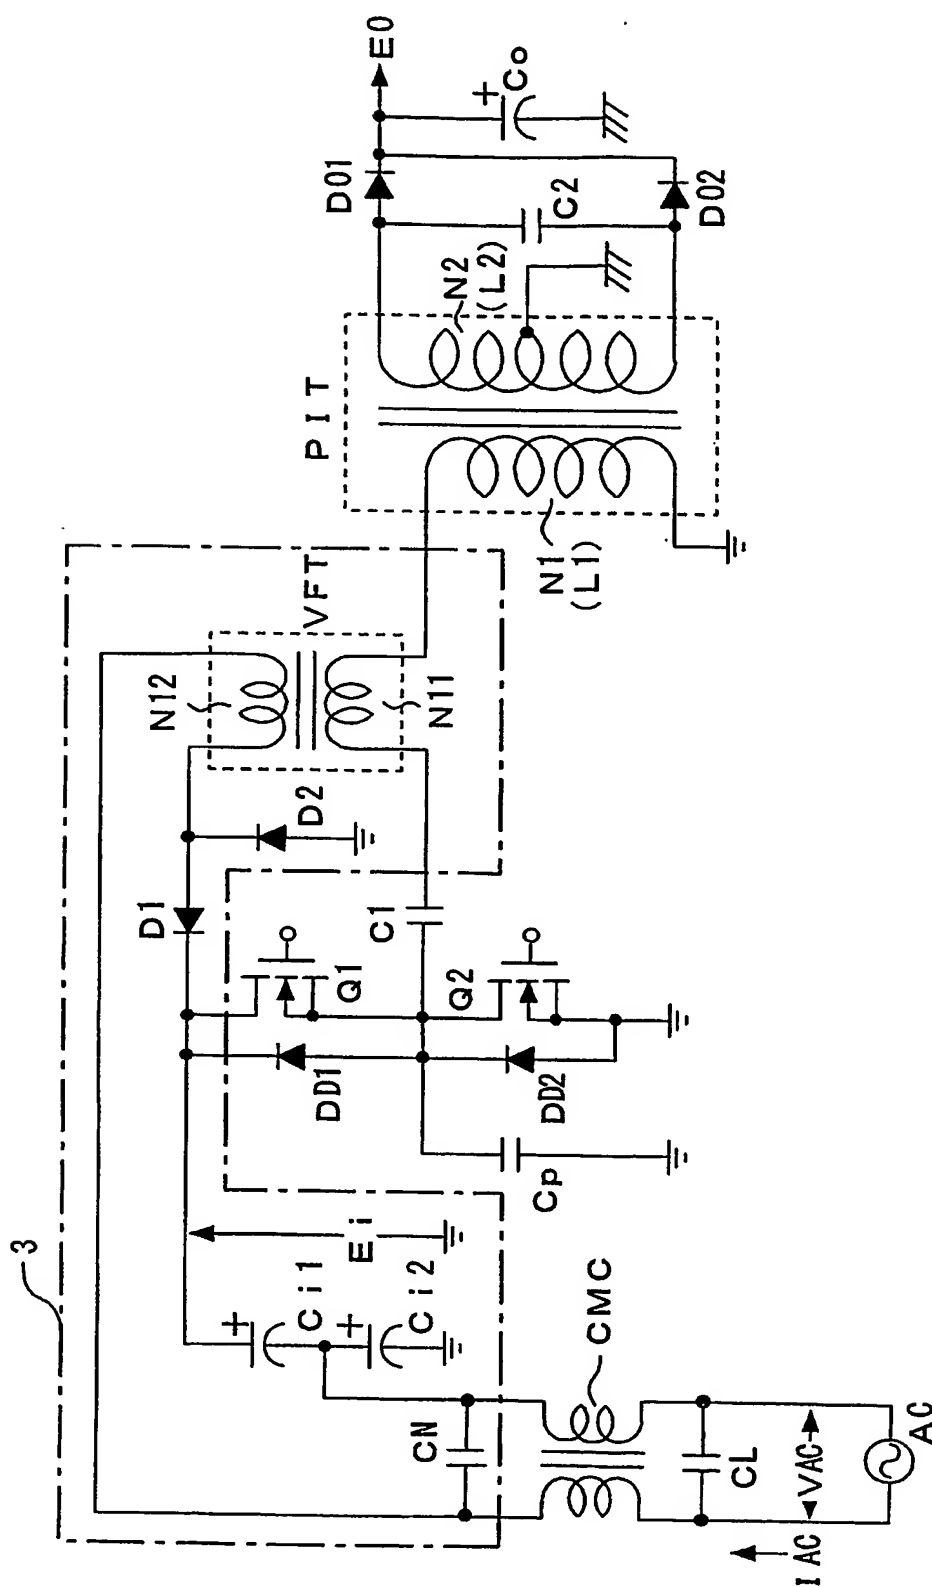 3
E0
Co
D01
D02
C2
N2
(L2)
PIT
N1
(L1)
VFT
N12
N11
D2
D1
C1
Q1
Q2
DD1
DD2
Cp
Ei
Ci1
Ci2
CN
CMC
CL
VAC
AC
IAC